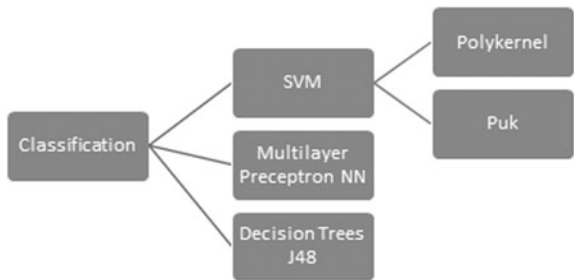 Classification
SVM
Multilayer
Preceptron NN
Decision Trees
J48
Polykernel
Puk